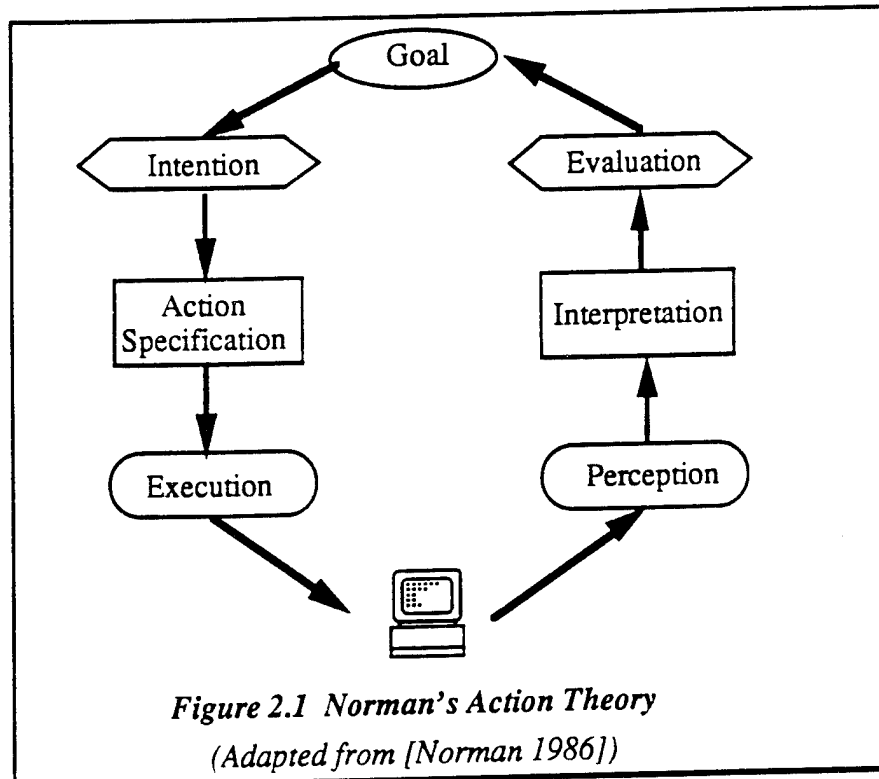 Goal
Intention
Evaluation
Action
Specification
Interpretation
Execution
Perception
Figure 2.1 Norman's Action Theory
(Adapted from [Norman 1986])